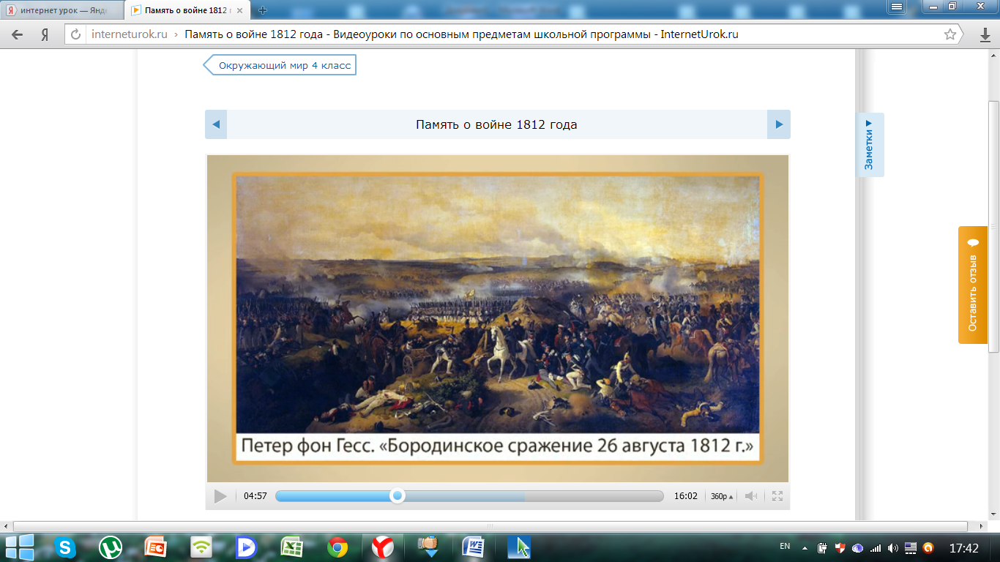 интернет урок — Янд
Память о войне 1812 г
interneturok.ru › Память о войне 1812 года - Видеоуроки по основным предметам школьной программы - InternetUrok.ru
Окружающий мир 4 класс
Память о войне 1812 года
Заметки
Оставить отзыв
Петер фон Гесс. «Бородинское сражение 26 августа 1812 г.»
04:57
16:02
360p
EN
17:42